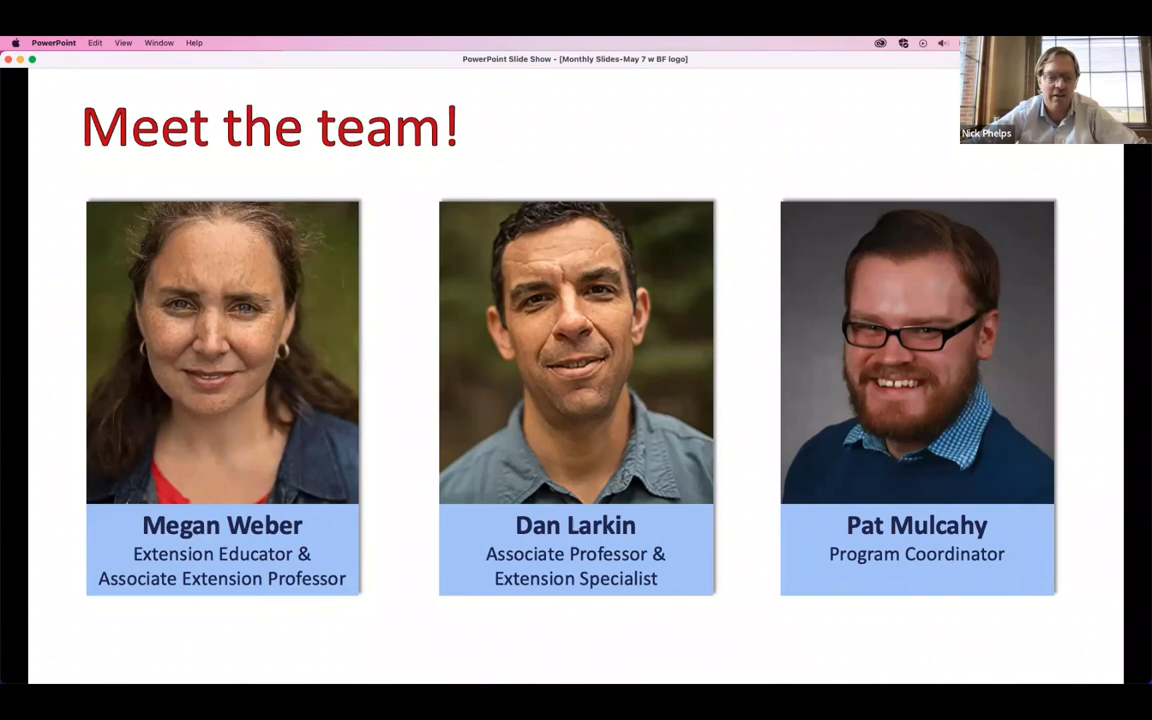 PowerPoint Edit View Window Help
PowerPoint Slide Show - [Monthly Slides-May 7 w BF logo]
Nick Phelps
Meet the team!
Megan Weber
Extension Educator &
Associate Extension Professor
Dan Larkin
Associate Professor &
Extension Specialist
Pat Mulcahy
Program Coordinator